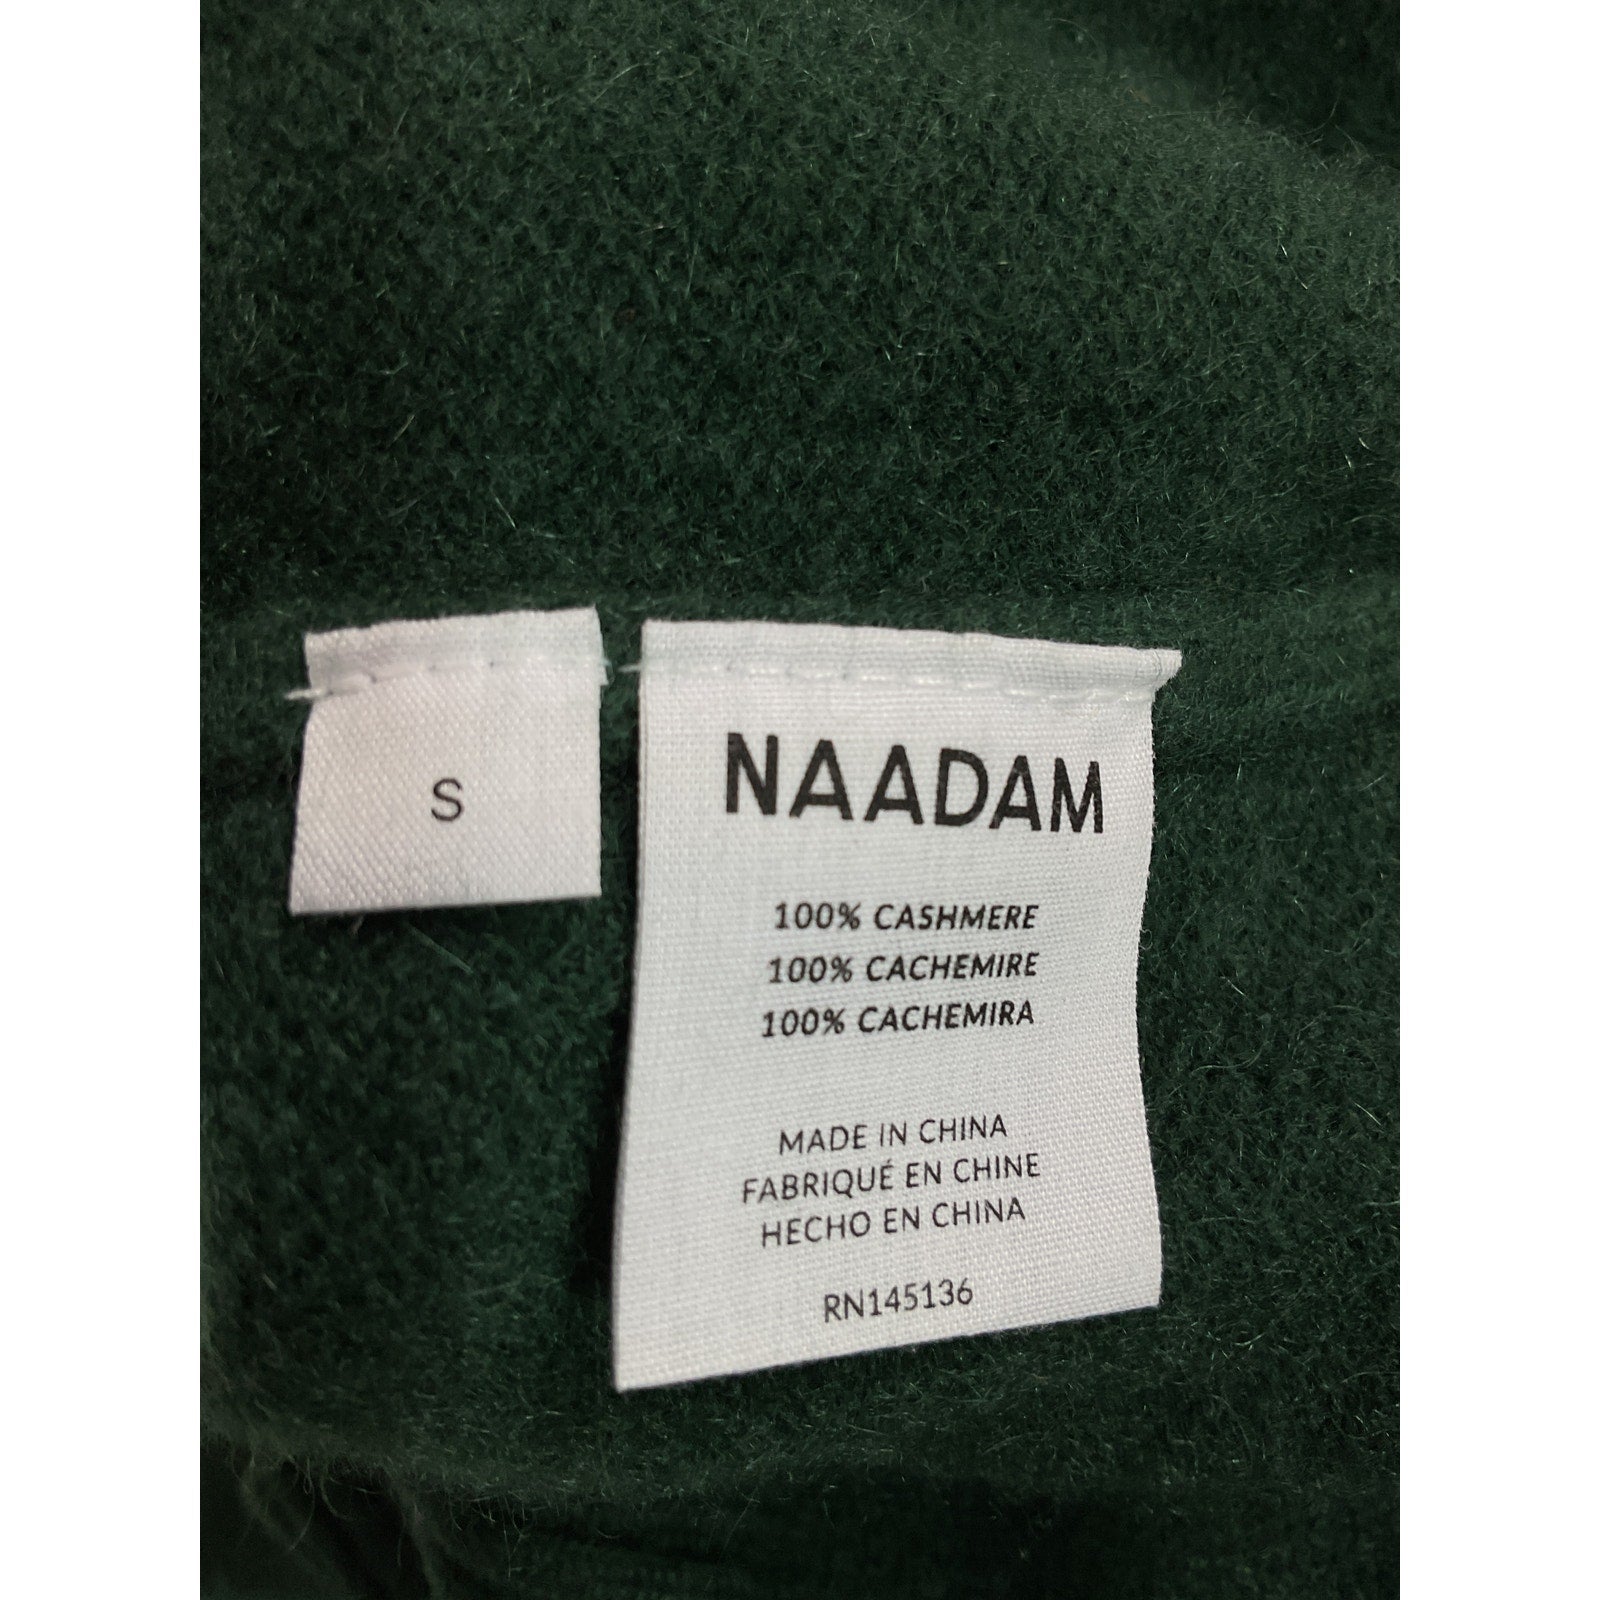 S
NAADAM
100% CASHMERE
100% CACHEMIRE
100% CACHEMIRA
MADE IN CHINA
FABRIQUÉ EN CHINE
HECHO EN CHINA
RN145136